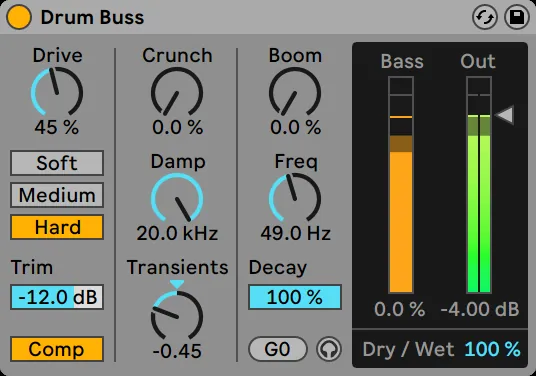 Drum Buss
Drive
45 %
Soft
Medium
Hard
Trim
-12.0 dB
Comp
Crunch
0.0 %
Damp
20.0 kHz
Transients
-0.45
Boom
0.0 %
Freq
49.0 Hz
Decay
100 %
G0
Bass
Out
0.0 %
-4.00 dB
Dry / Wet 100 %